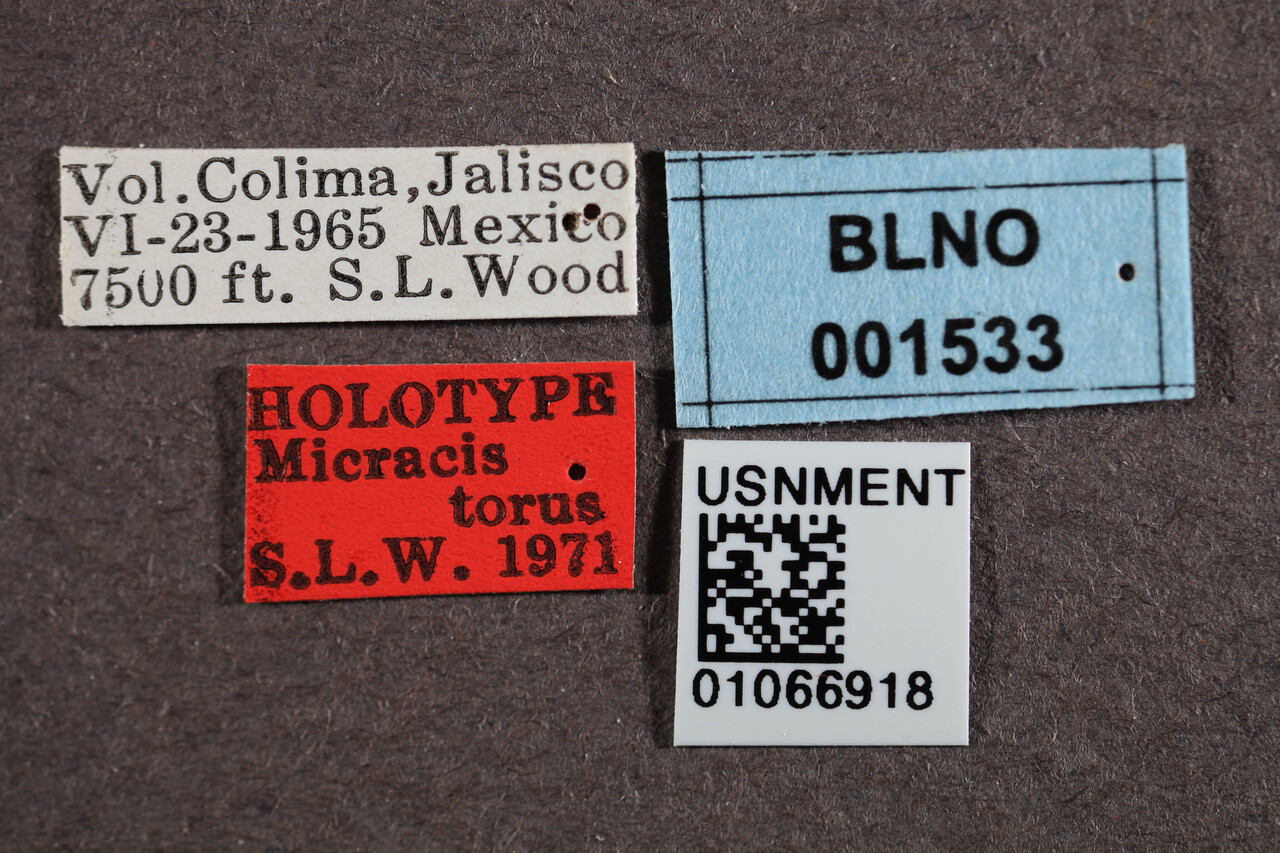 Vol.Colima,Jalisco
VI-23-1965 Mexico
7500 ft. S.L.Wood
HOLOTYPE
Micracis
torus
S.L.W. 1971
BLNO
001533
USNMENT
01066918